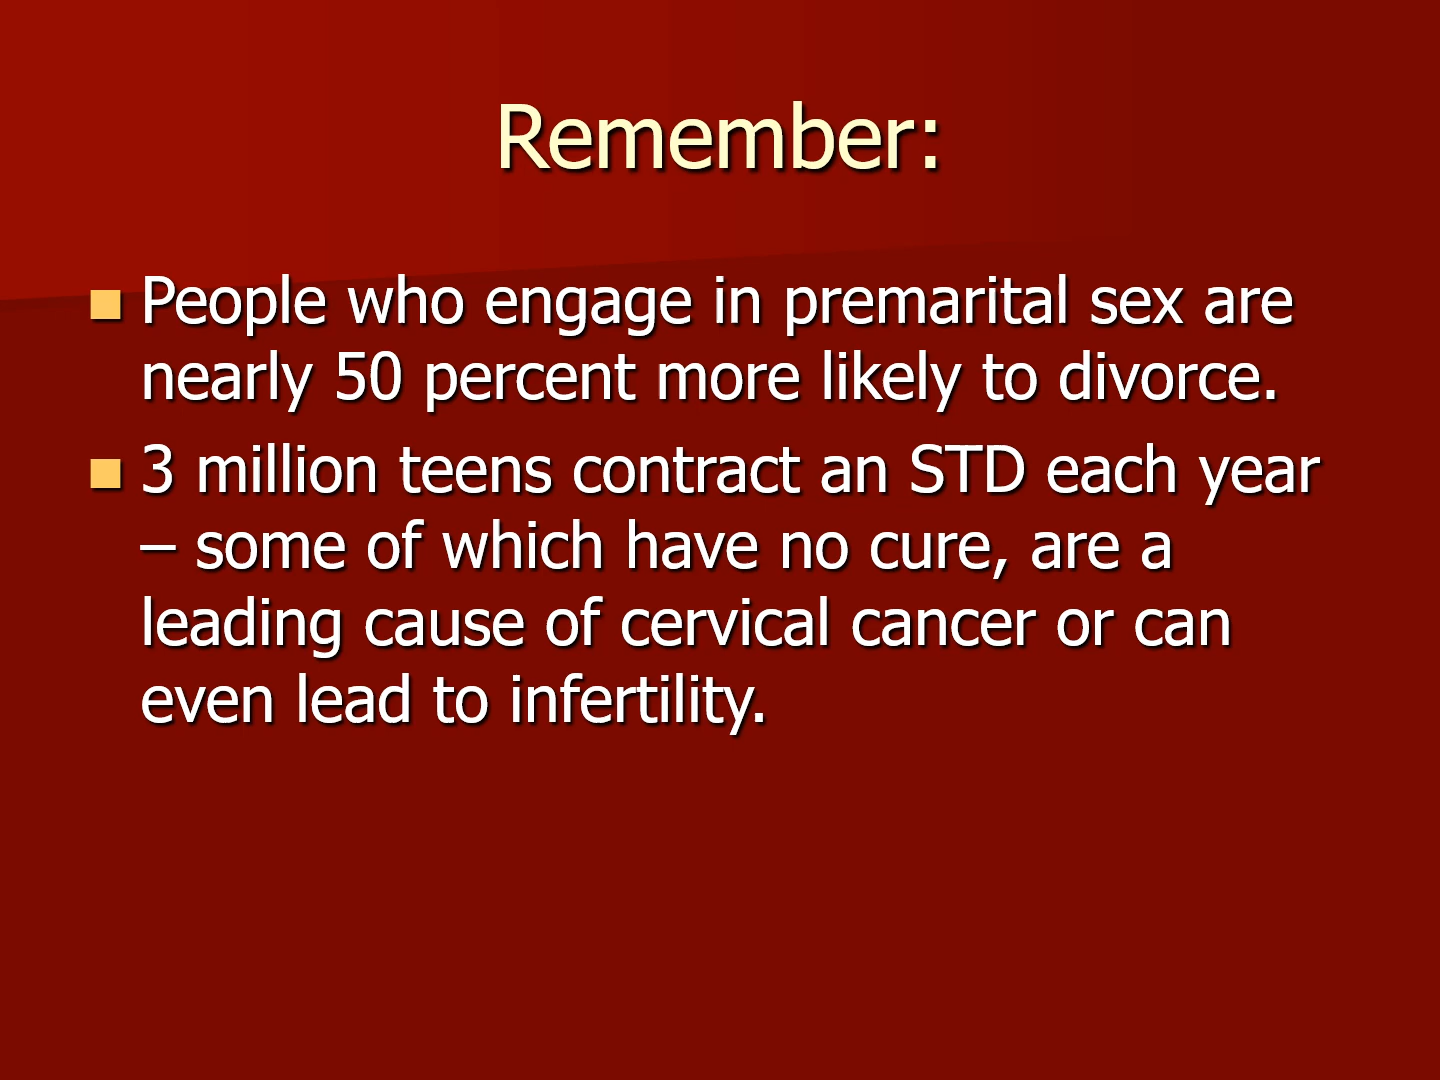 Remember:
People who engage in premarital sex are
nearly 50 percent more likely to divorce.
3 million teens contract an STD each year
– some of which have no cure, are a
leading cause of cervical cancer or can
even lead to infertility.